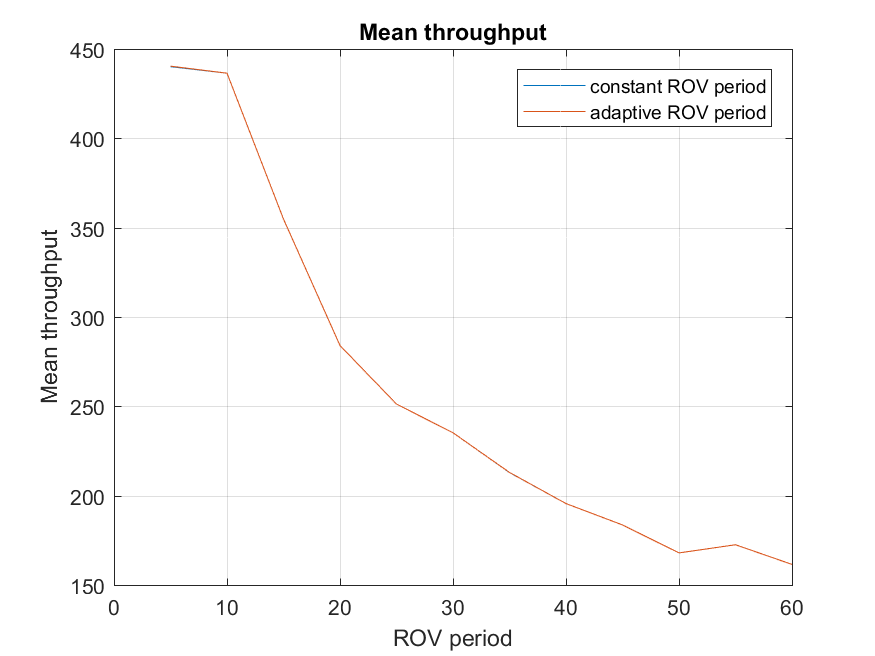 Mean throughput
constant ROV period
adaptive ROV period
Mean throughput
450
400
350
300
250
200
150
0 10 20 30 40 50 60
ROV period